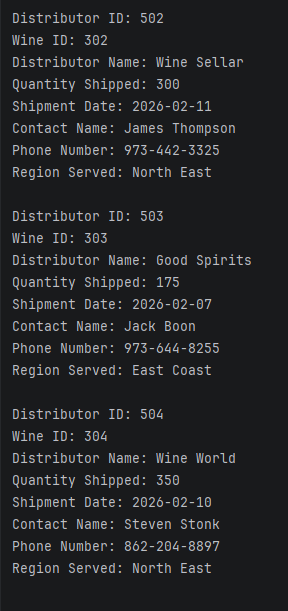 Distributor ID: 502
Wine ID: 302
Distributor Name: Wine Sellar
Quantity Shipped: 300
Shipment Date: 2026-02-11
Contact Name: James Thompson
Phone Number: 973-442-3325
Region Served: North East

Distributor ID: 503
Wine ID: 303
Distributor Name: Good Spirits
Quantity Shipped: 175
Shipment Date: 2026-02-07
Contact Name: Jack Boon
Phone Number: 973-644-8255
Region Served: East Coast

Distributor ID: 504
Wine ID: 304
Distributor Name: Wine World
Quantity Shipped: 350
Shipment Date: 2026-02-10
Contact Name: Steven Stonk
Phone Number: 862-204-8897
Region Served: North East